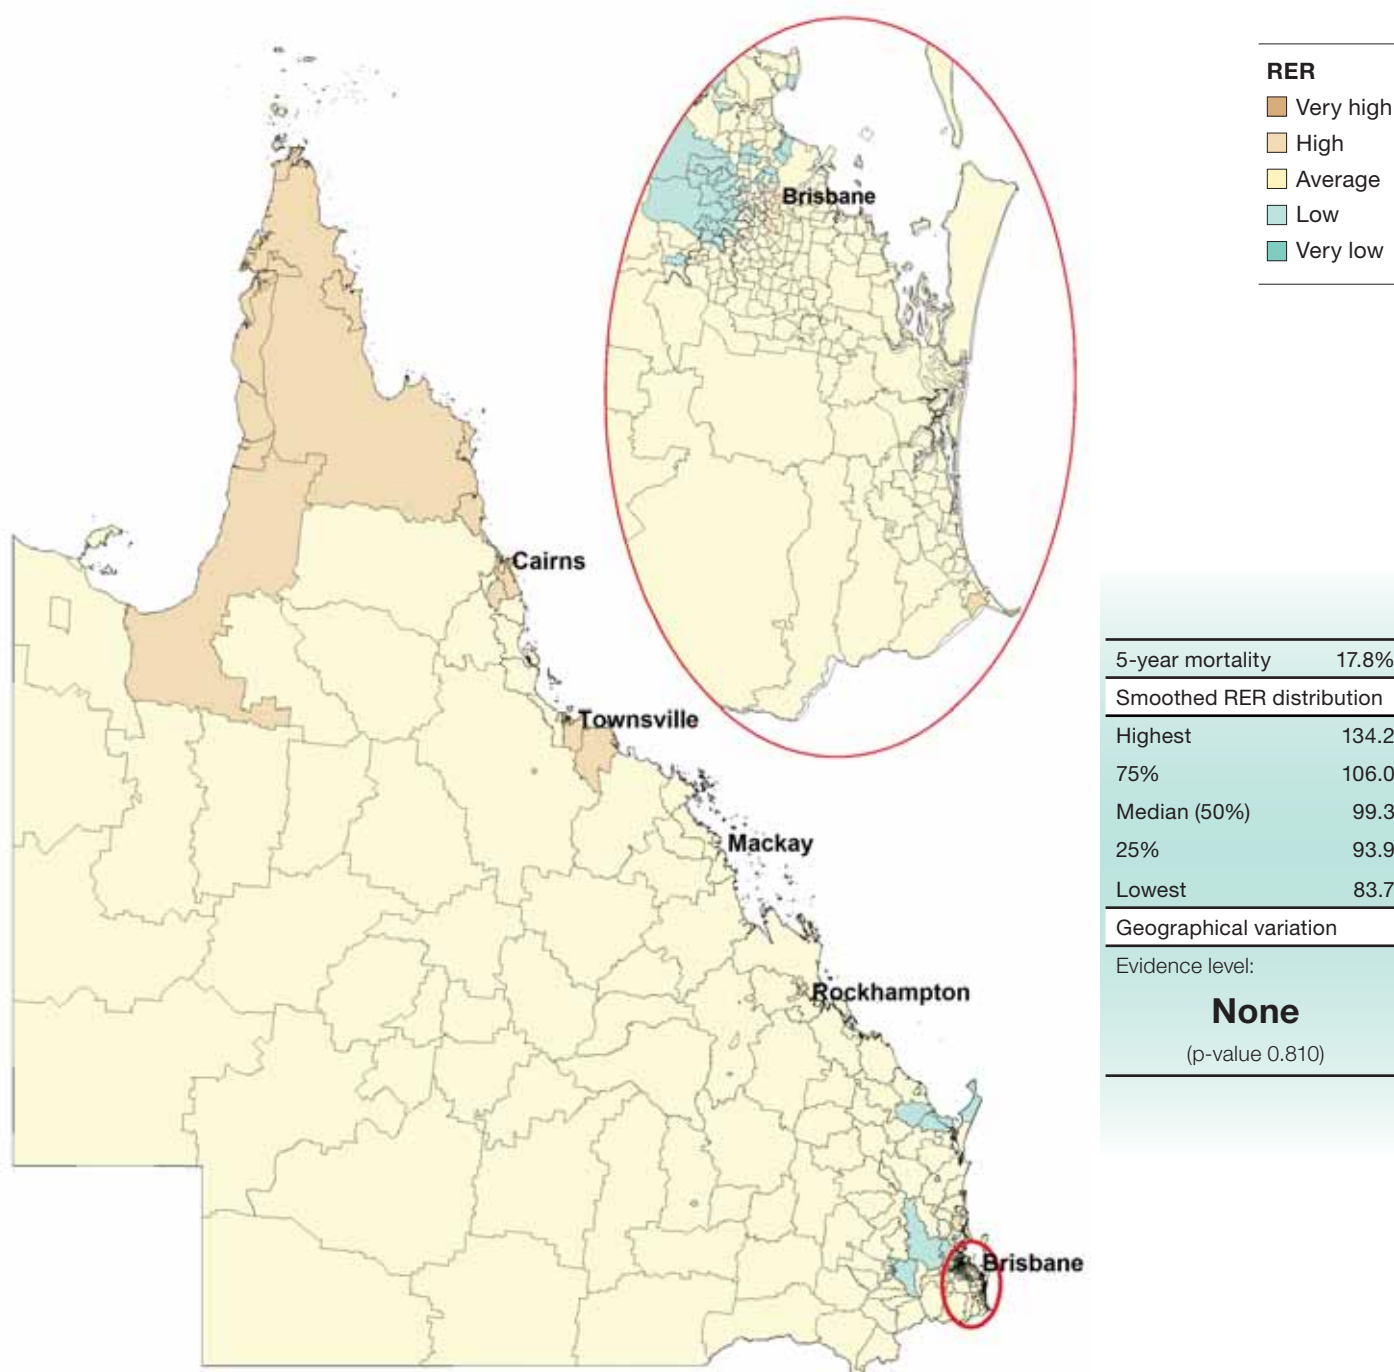 RER
Very high
High
Average
Low
Very low
Brisbane
Cairns
Townsville
Mackay
Rockhampton
Brisbane
5-year mortality 17.8%
Smoothed RER distribution
Highest 134.2
75% 106.0
Median (50%) 99.3
25% 93.9
Lowest 83.7
Geographical variation
Evidence level:
None
(p-value 0.810)